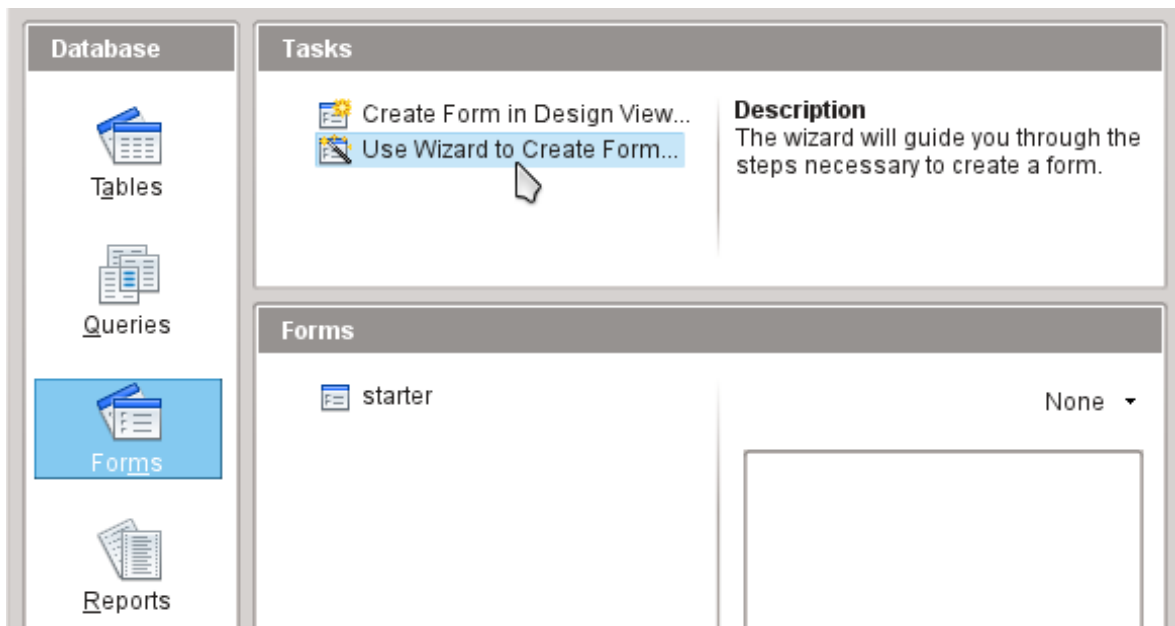 Database
Tables
Queries
Forms
Reports
Tasks
Create Form in Design View...
Use Wizard to Create Form...
Description
The wizard will guide you through the
steps necessary to create a form.
Forms
starter
None